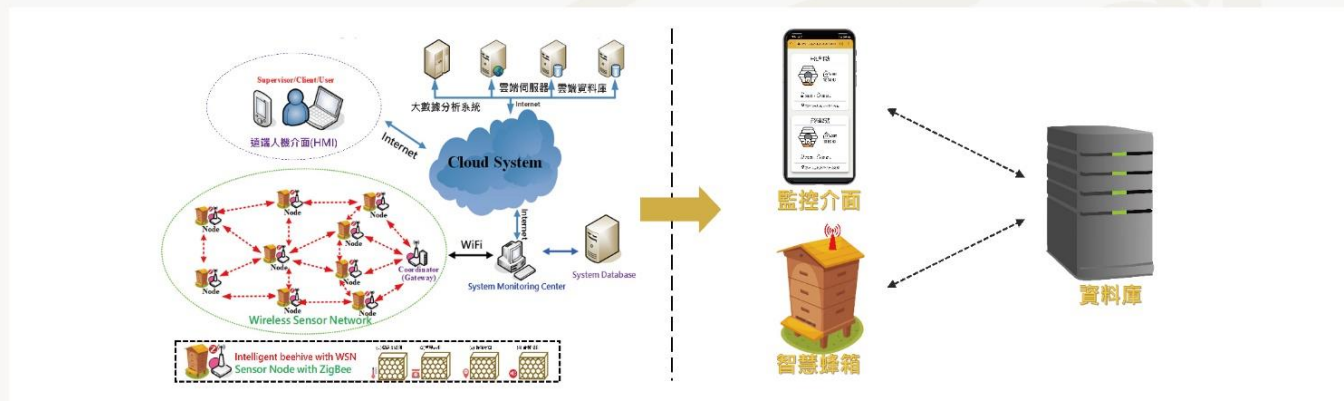 Supervisor/Client/User
遠端人機介面(HMI)
Internet
大數據分析系統
雲端伺服器
雲端資料庫
Internet
Cloud System
Internet
Node
Node
Node
Node
Node
Node
Node
Node
Node
Coordinator
(Gateway)
WiFi
System Monitoring Center
System Database
Wireless Sensor Network
Intelligent beehive with WSN
Sensor Node with ZigBee
監控介面
智慧蜂箱
資料庫